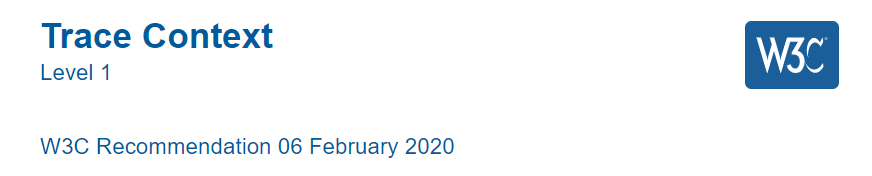 Trace Context
W3C
Level 1
W3C Recommendation 06 February 2020